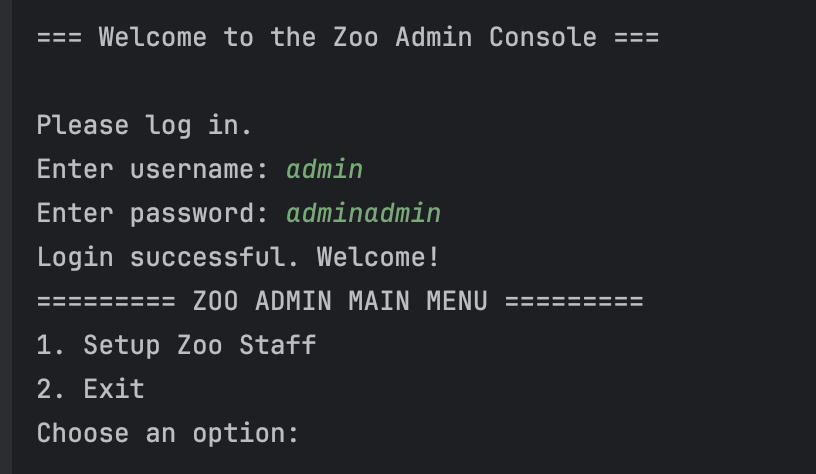 === Welcome to the Zoo Admin Console ===
Please log in.
Enter username: admin
Enter password: adminadmin
Login successful. Welcome!
========= ZOO ADMIN MAIN MENU =========
1. Setup Zoo Staff
2. Exit
Choose an option: